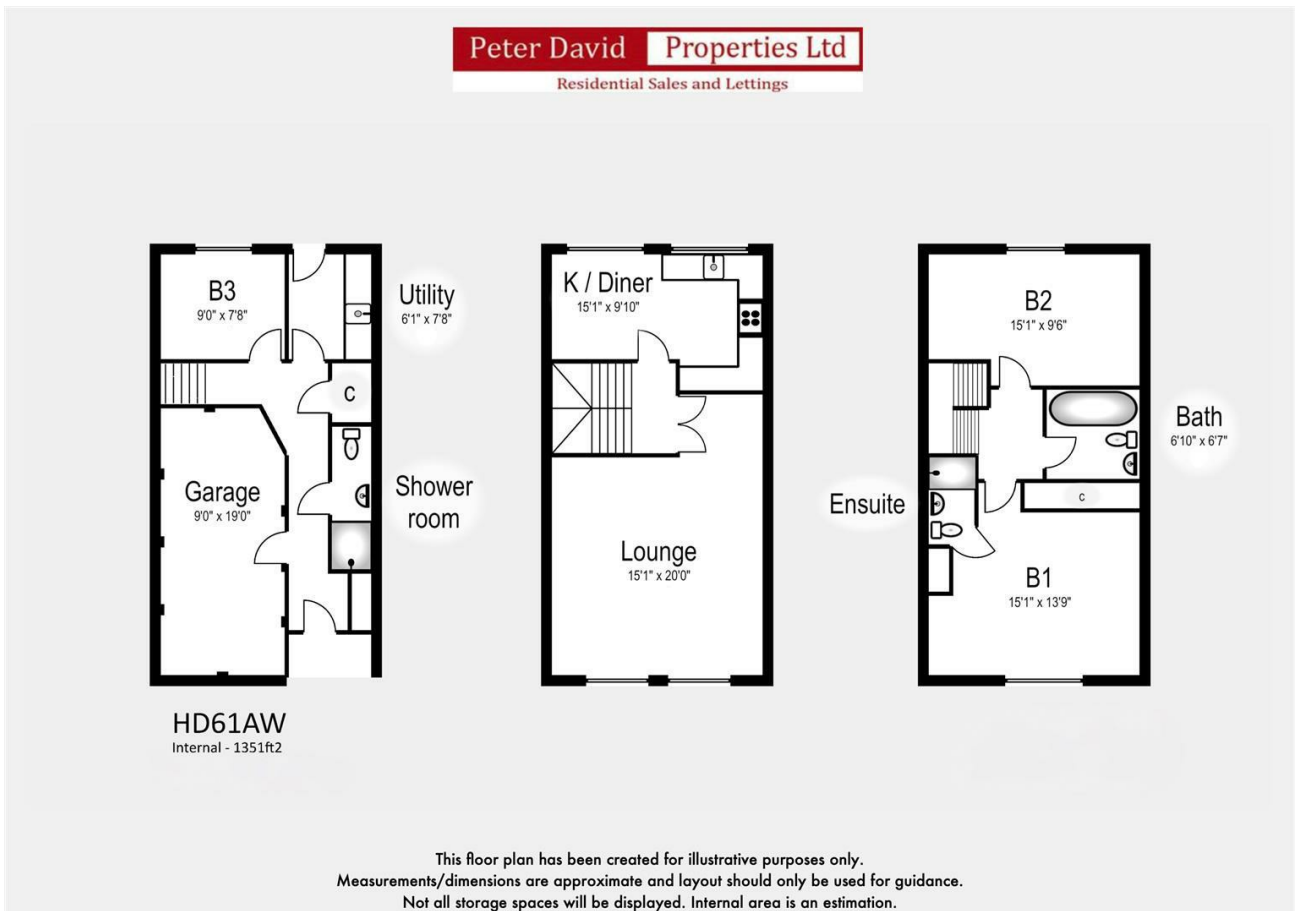 Peter David Properties Ltd
Residential Sales and Lettings
B3
9'0" x 7'8"
Utility
6'1" x 7'8"
C
Garage
9'0" x 19'0"
Shower
room
K / Diner
15'1" x 9'10"
Lounge
15'1" x 20'0"
B2
15'1" x 9'6"
Bath
6'10" x 6'7"
Ensuite
C
B1
15'1" x 13'9"
HD61AW
Internal - 1351ft2
This floor plan has been created for illustrative purposes only.
Measurements/dimensions are approximate and layout should only be used for guidance.
Not all storage spaces will be displayed. Internal area is an estimation.